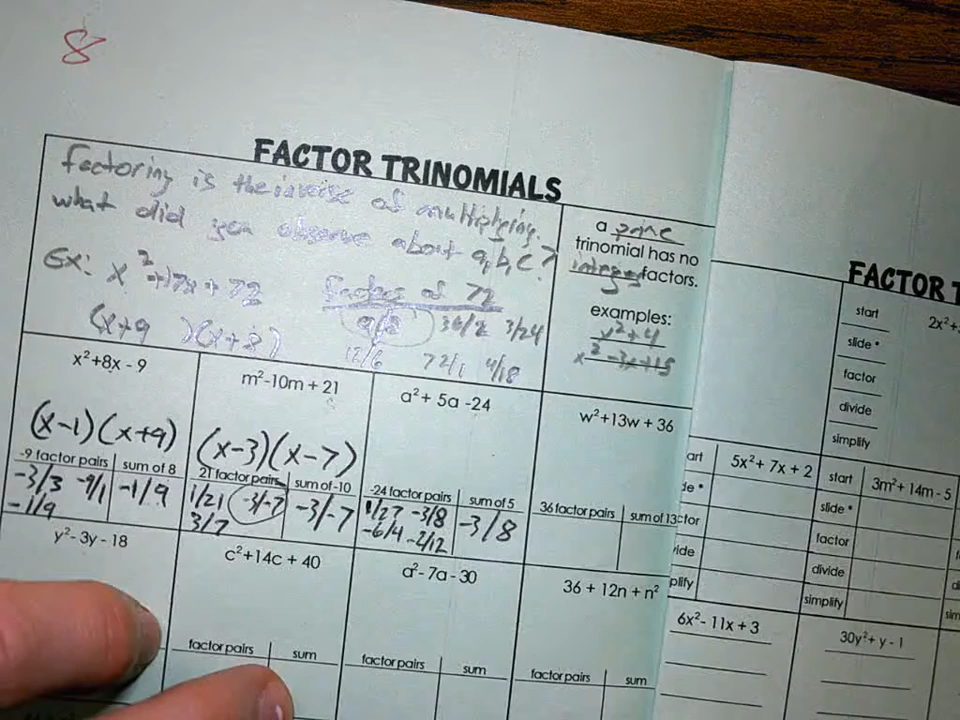 8
FACTOR TRINOMIALS
factoring is the inverse of multiplying.
what did you observe about a, b, c?
Ex: x² + 17x + 72
(x+9 )(x+8)
factors of 72
9/8 36/2 3/24
12/6 72/1 4/18
a prime
trinomial has no
integer factors.
examples:
y²+4
x²-3x+15
x²+8x - 9
(x-1)(x+9)
-9 factor pairs sum of 8
-3/3 -9/1 -1/9
-1/9
m²-10m + 21
(x-3)(x-7)
21 factor pairs sum of -10
1/21 -3/-7 -3/-7
3/7
a²+ 5a -24
-24 factor pairs sum of 5
-3/8 -3/8
-6/4 -2/12
w²+13w + 36
36 factor pairs sum of 13
y²- 3y - 18
c²+14c + 40
factor pairs sum
a²- 7a - 30
factor pairs sum
36 + 12n + n²
factor pairs sum
FACTOR T
start
slide *
factor
divide
simplify
2x²+
art
de *
ctor
vide
plify
5x²+ 7x + 2
start
slide *
factor
divide
simplify
3m²+ 14m - 5
6x²- 11x + 3
30y²+ y - 1